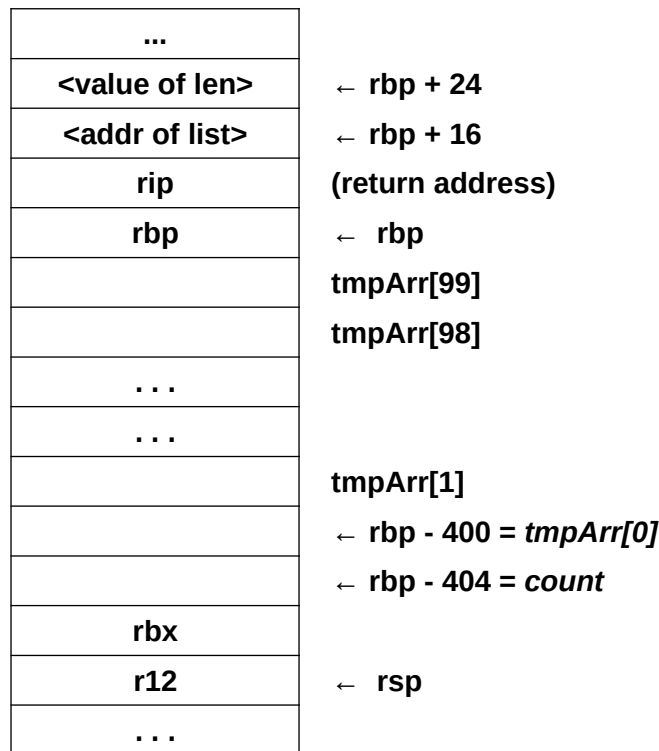 ...
<value of len> ← rbp + 24
<addr of list> ← rbp + 16
rip (return address)
rbp ← rbp
tmpArr[99]
tmpArr[98]
. . .
. . .
tmpArr[1]
← rbp - 400 = tmpArr[0]
← rbp - 404 = count
rbx
r12 ← rsp
. . .